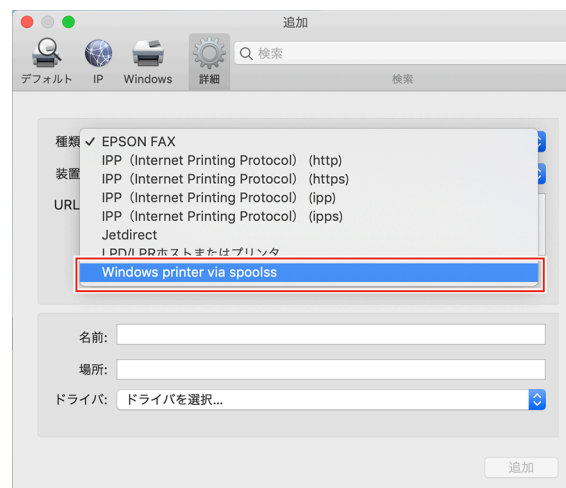 追加
検索
デフォルト IP Windows 詳細 検索
種類 ✓ EPSON FAX
IPP（Internet Printing Protocol）(http)
IPP（Internet Printing Protocol）(https)
装置
IPP（Internet Printing Protocol）(ipp)
URL
IPP（Internet Printing Protocol）(ipps)
Jetdirect
LPD/LPRホストまたはプリンタ
Windows printer via spoolss
名前:
場所:
ドライバ: ドライバを選択...
追加